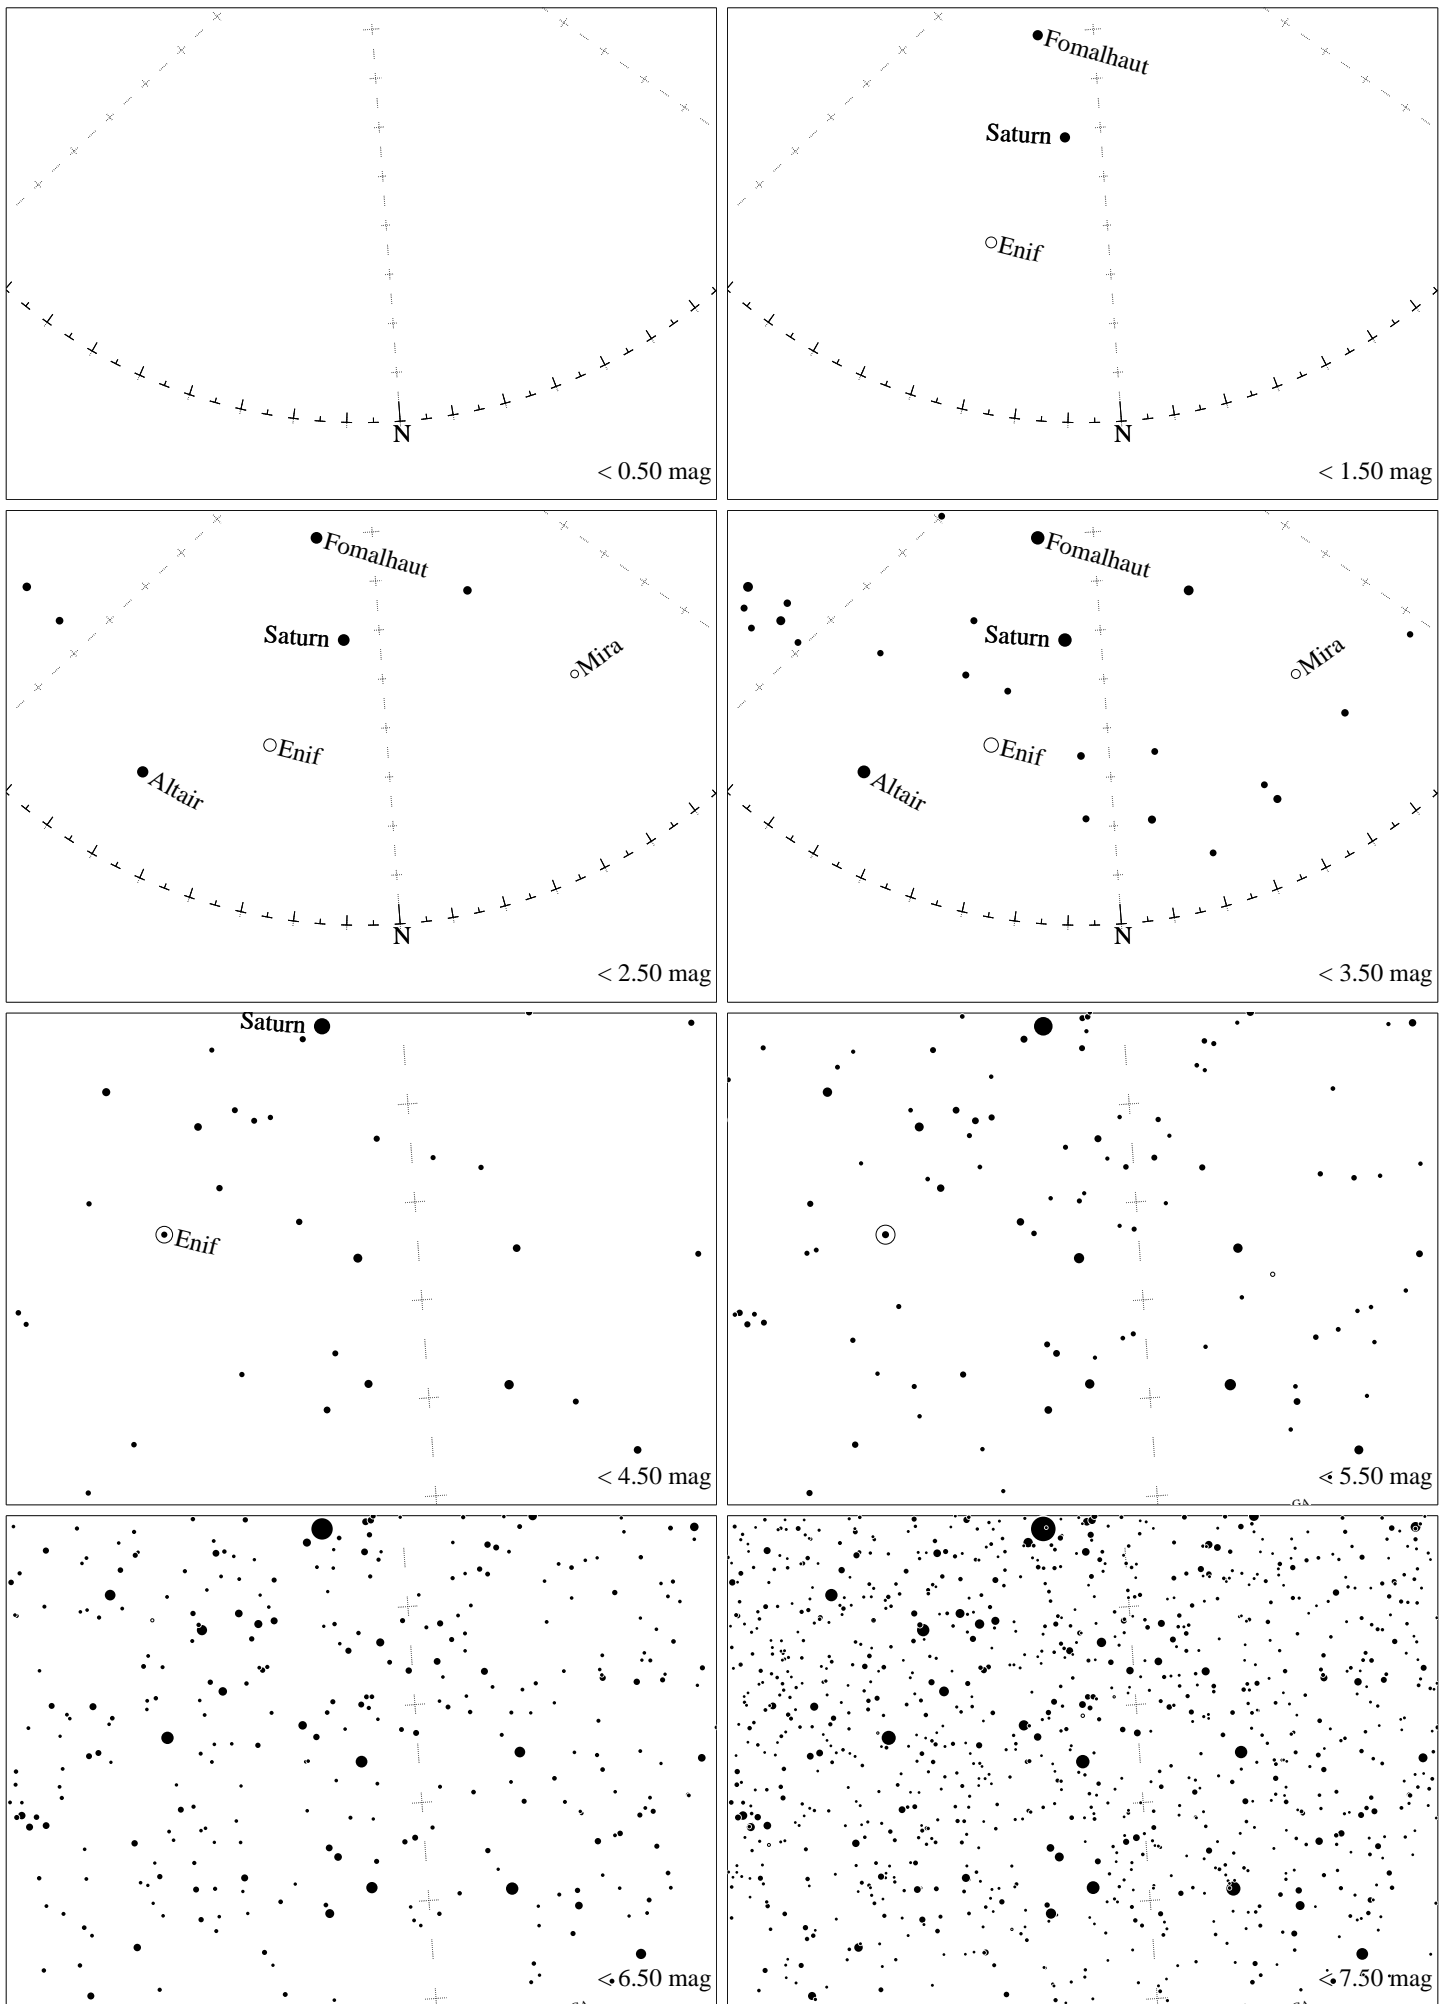 N
< 0.50 mag
Fomalhaut
Saturn
Enif
N
< 1.50 mag
Fomalhaut
Saturn
Mira
Enif
Altair
N
< 2.50 mag
Fomalhaut
Saturn
Mira
Enif
Altair
N
< 3.50 mag
Saturn
Enif
< 4.50 mag
< 5.50 mag
< 6.50 mag
< 7.50 mag